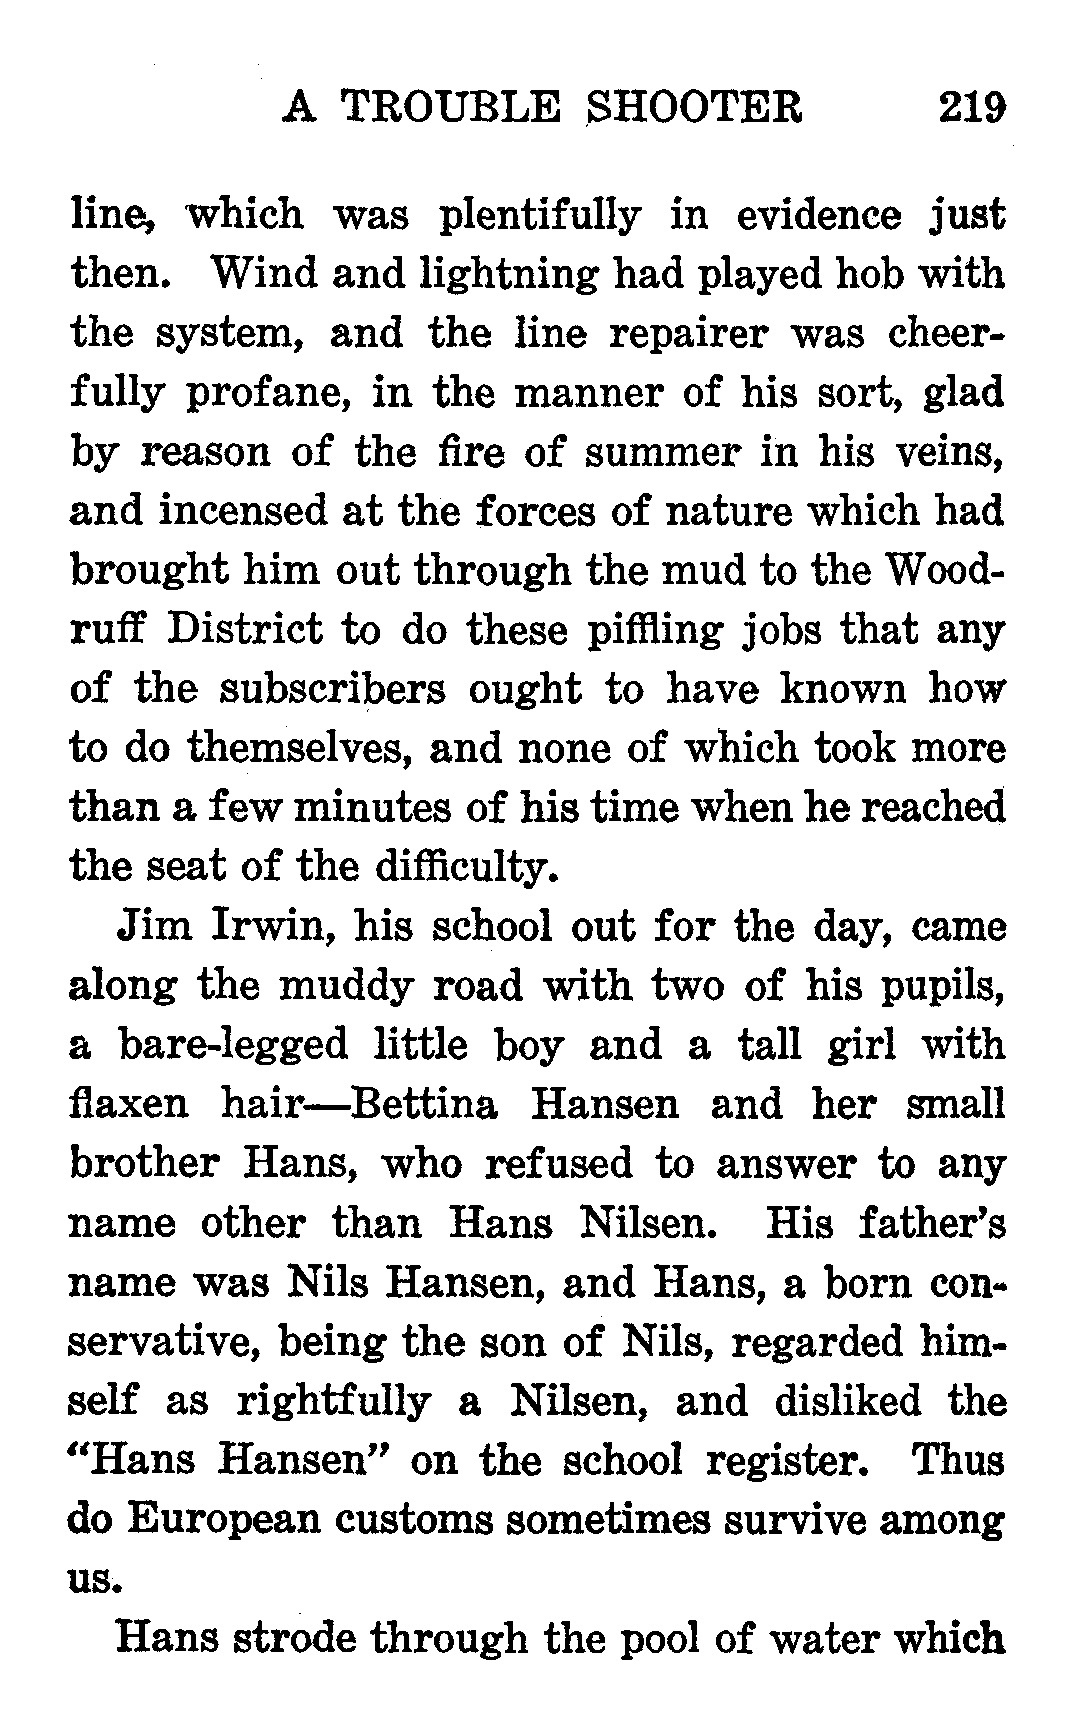 A TROUBLE SHOOTER 219
line, which was plentifully in evidence just
then. Wind and lightning had played hob with
the system, and the line repairer was cheer-
fully profane, in the manner of his sort, glad
by reason of the fire of summer in his veins,
and incensed at the forces of nature which had
brought him out through the mud to the Wood-
ruff District to do these piffling jobs that any
of the subscribers ought to have known how
to do themselves, and none of which took more
than a few minutes of his time when he reached
the seat of the difficulty.
Jim Irwin, his school out for the day, came
along the muddy road with two of his pupils,
a bare-legged little boy and a tall girl with
flaxen hair—Bettina Hansen and her small
brother Hans, who refused to answer to any
name other than Hans Nilsen. His father's
name was Nils Hansen, and Hans, a born con-
servative, being the son of Nils, regarded him-
self as rightfully a Nilsen, and disliked the
"Hans Hansen" on the school register. Thus
do European customs sometimes survive among
us.
Hans strode through the pool of water which